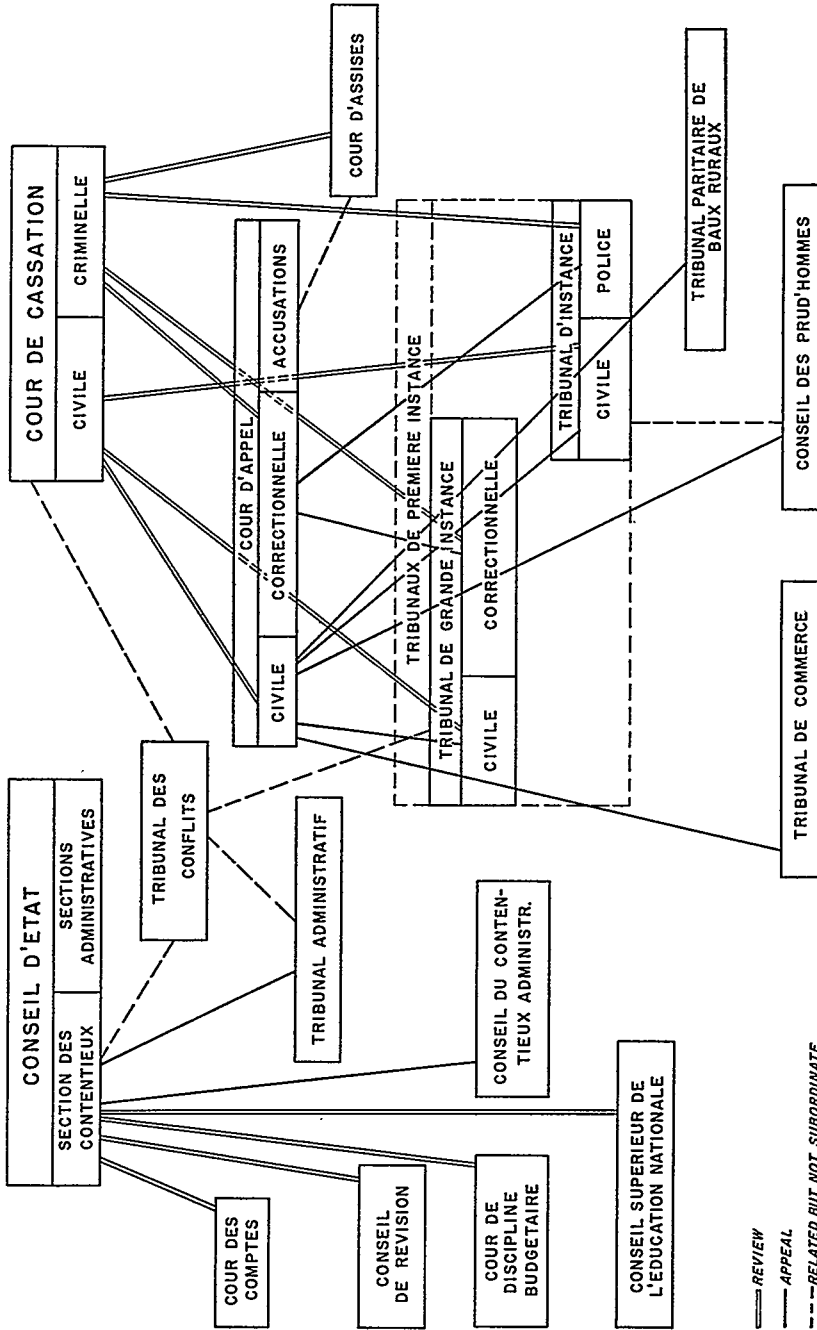 CONSEIL D'ETAT
SECTION DES
CONTENTIEUX
SECTIONS
ADMINISTRATIVES
COUR DE CASSATION
CIVILE
CRIMINELLE
TRIBUNAL DES
CONFLITS
COUR DES
COMPTES
TRIBUNAL ADMINISTRATIF
COUR D'APPEL
CIVILE
CORRECTIONNELLE
ACCUSATIONS
COUR D'ASSISES
CONSEIL
DE REVISION
COUR DE
DISCIPLINE
BUDGETAIRE
CONSEIL DU CONTEN-
TIEUX ADMINISTR.
TRIBUNAUX DE PREMIERE INSTANCE
TRIBUNAL DE GRANDE INSTANCE
CIVILE
CORRECTIONNELLE
TRIBUNAL D'INSTANCE
CIVILE
POLICE
CONSEIL SUPERIEUR DE
L'EDUCATION NATIONALE
TRIBUNAL PARITAIRE DE
BAUX RURAUX
TRIBUNAL DE COMMERCE
CONSEIL DES PRUD'HOMMES
REVIEW
APPEAL
RELATED BUT NOT SUBORDINATE